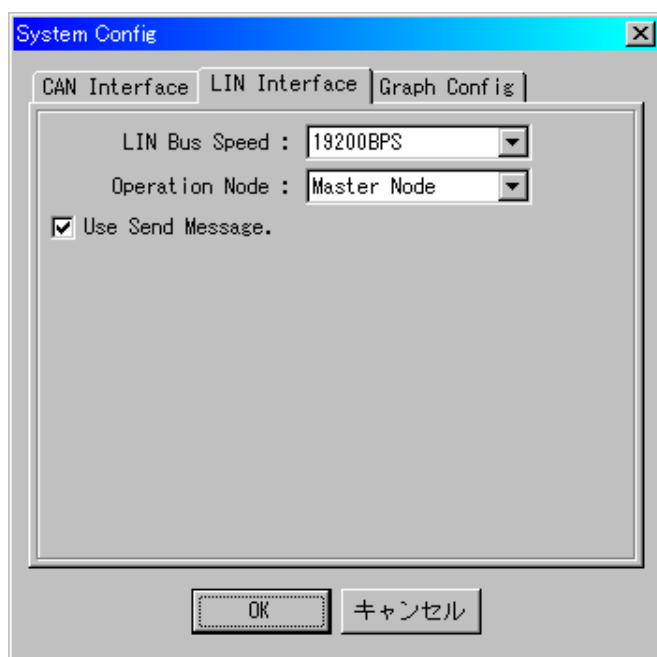 System Config
CAN Interface LIN Interface Graph Config
LIN Bus Speed : 19200BPS
Operation Node : Master Node
Use Send Message.
OK キャンセル